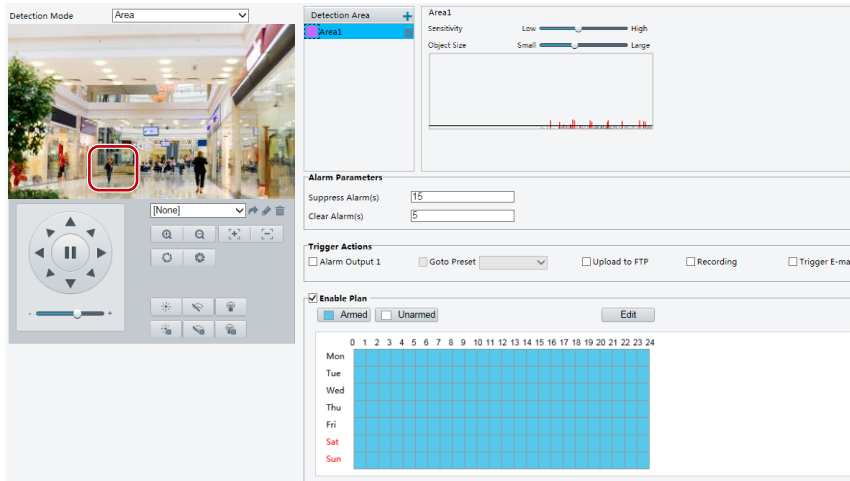 Detection Mode Area
[None]
- +
Detection Area +
Area1
Area1
Sensitivity Low High
Object Size Small Large
Alarm Parameters
Suppress Alarm(s) 15
Clear Alarm(s) 5
Trigger Actions
Alarm Output 1 Goto Preset Upload to FTP Recording Trigger E-ma
Enable Plan
Armed Unarmed Edit
0 1 2 3 4 5 6 7 8 9 10 11 12 13 14 15 16 17 18 19 20 21 22 23 24
Mon
Tue
Wed
Thu
Fri
Sat
Sun